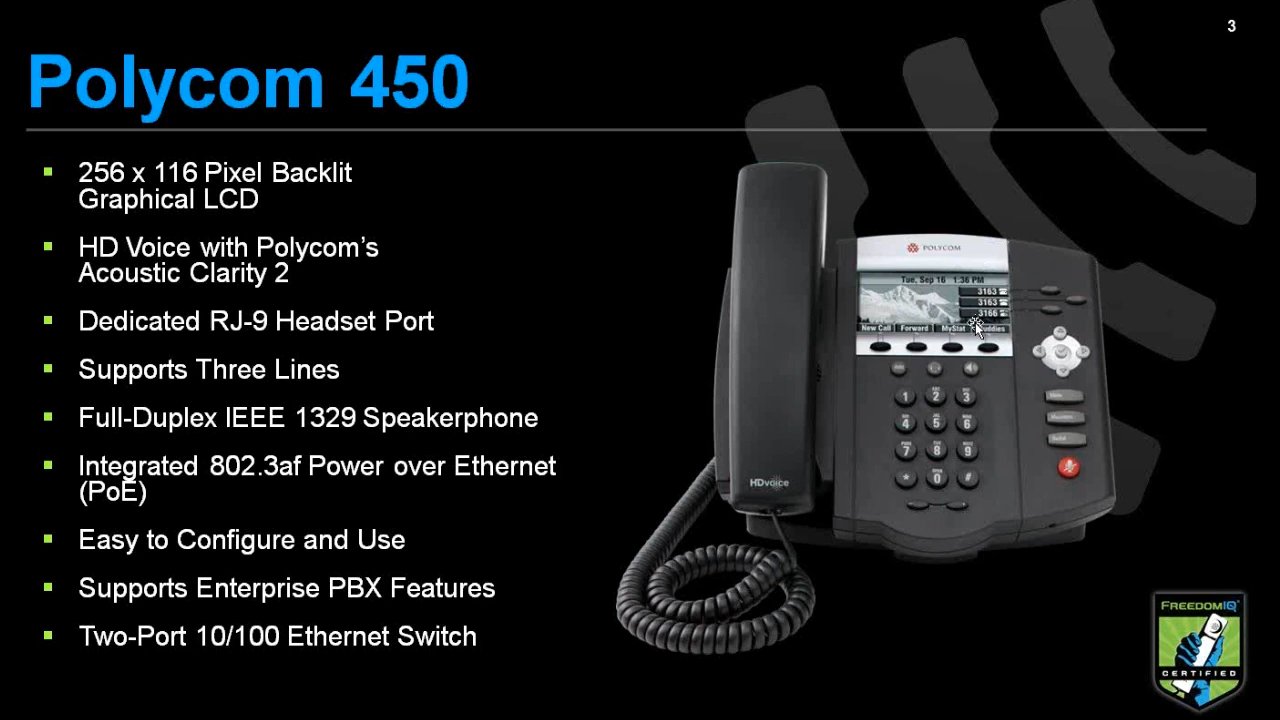 3
Polycom 450
256 x 116 Pixel Backlit
Graphical LCD
HD Voice with Polycom’s
Acoustic Clarity 2
Dedicated RJ-9 Headset Port
Supports Three Lines
Full-Duplex IEEE 1329 Speakerphone
Integrated 802.3af Power over Ethernet
(PoE)
Easy to Configure and Use
Supports Enterprise PBX Features
Two-Port 10/100 Ethernet Switch
POLYCOM
Tue, Sep 16 1:36 PM
3163
3163
3166
New Call Forward MyStat
1 2 3
4 5 6
7 8 9
* 0 #
HDvoice
FREEDOMIQ
CERTIFIED